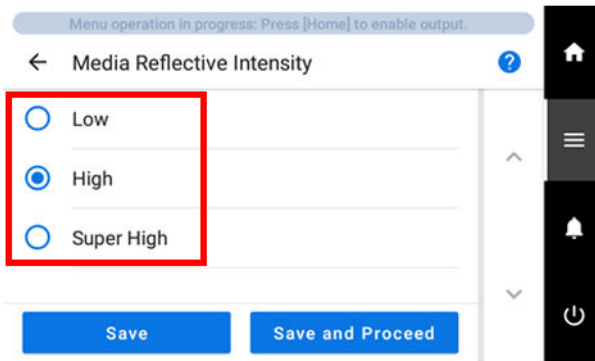 Menu operation in progress: Press [Home] to enable output.
Media Reflective Intensity
?
Low
High
Super High
Save
Save and Proceed